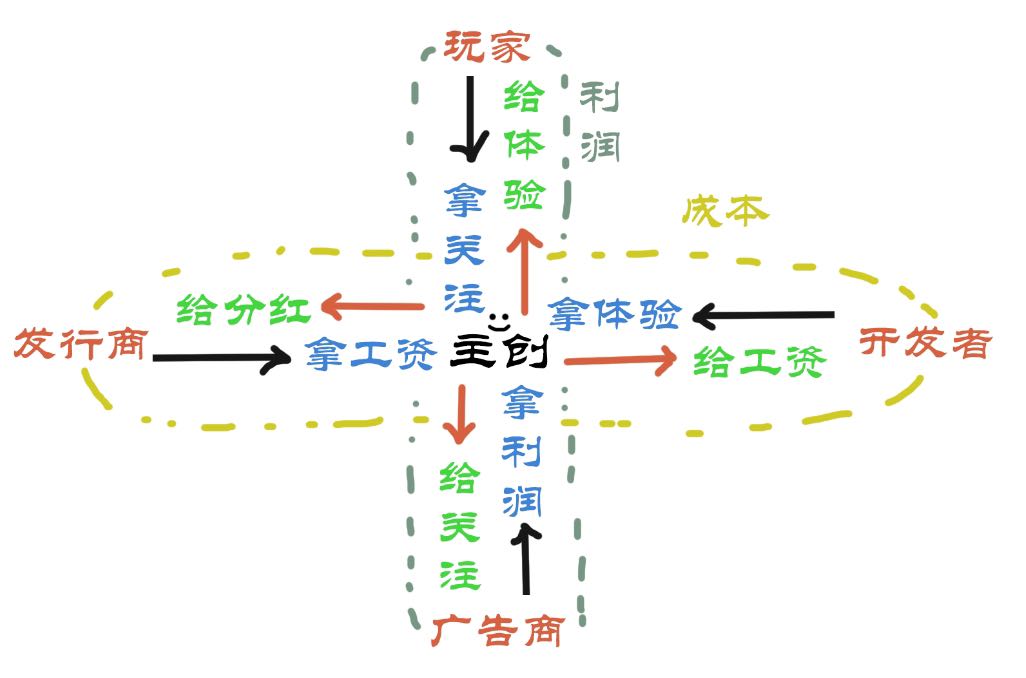 玩家
给体验
利润
拿关注
成本
给分红
拿体验
发行商
拿工资
主创
给工资
开发者
拿利润
给关注
广告商